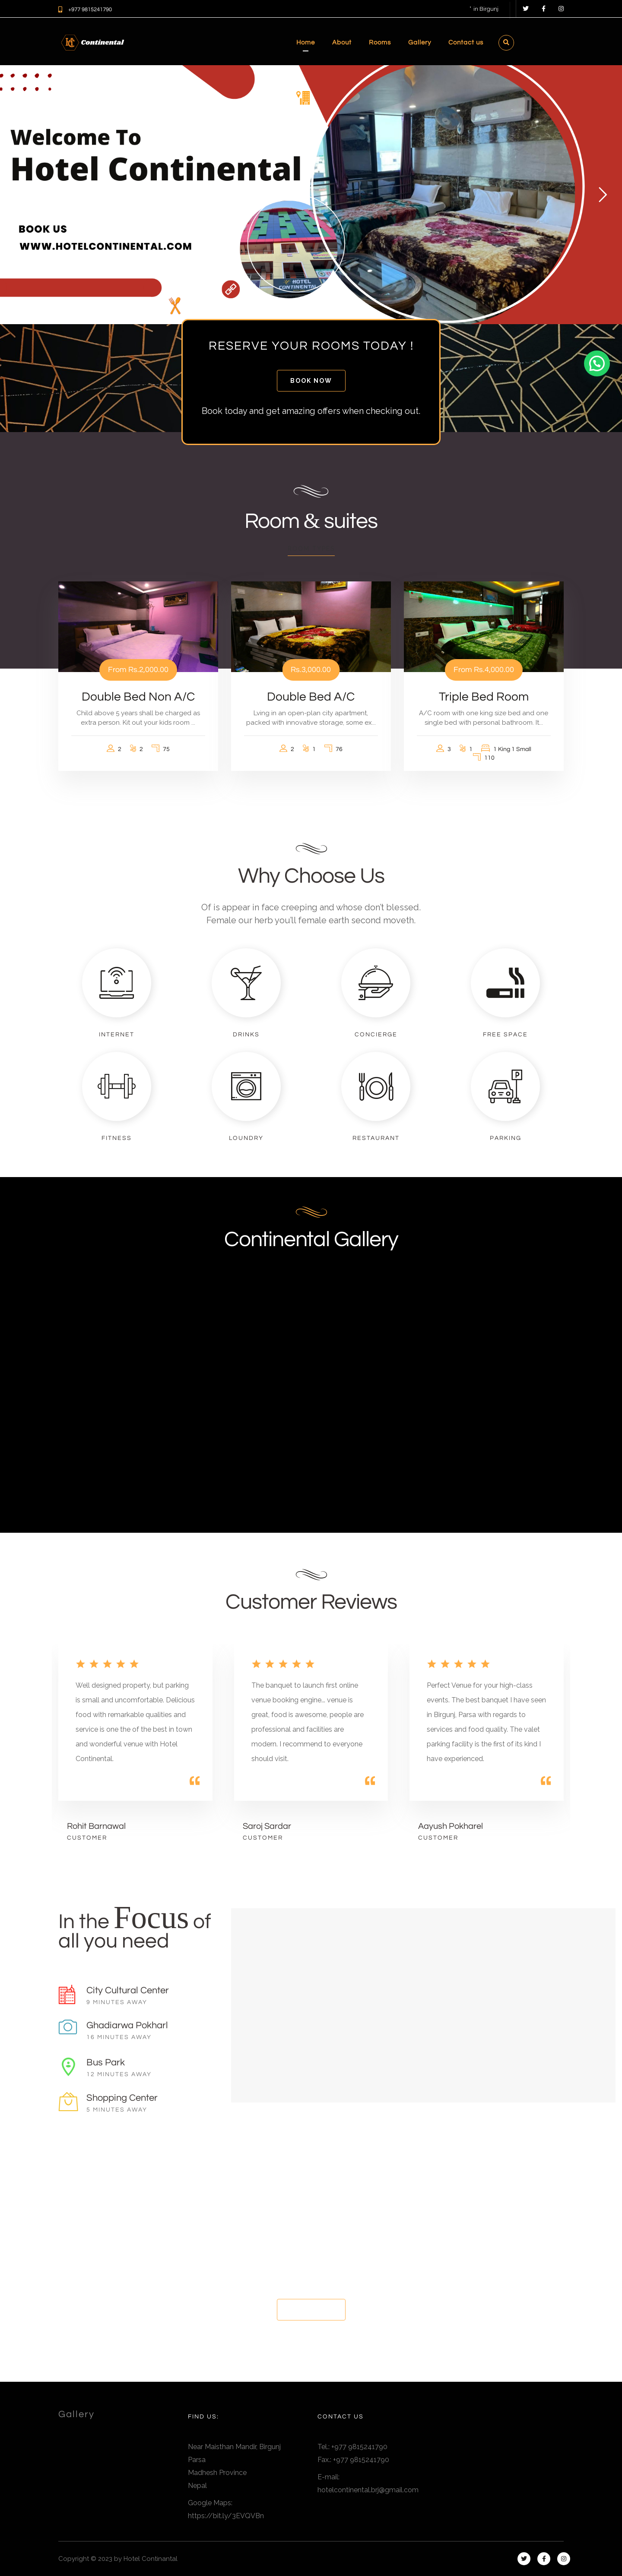 +977 9815241790
' in Birgunj
Continental
Home
About
Rooms
Gallery
Contact us
Welcome To
Hotel Continental
BOOK US
WWW.HOTELCONTINENTAL.COM
HOTEL
CONTINENTAL
RESERVE YOUR ROOMS TODAY !
BOOK NOW
Book today and get amazing offers when checking out.
Room & suites
From Rs.2,000.00
Double Bed Non A/C
Child above 5 years shall be charged as
extra person. Kit out your kids room ...
2 2 75
Rs.3,000.00
Double Bed A/C
Lving in an open-plan city apartment,
packed with innovative storage, some ex...
2 1 76
From Rs.4,000.00
Triple Bed Room
A/C room with one king size bed and one
single bed with personal bathroom. It...
3 1 1 King 1 Small
110
Why Choose Us
Of is appear in face creeping and whose don't blessed.
Female our herb you'll female earth second moveth.
INTERNET
DRINKS
CONCIERGE
FREE SPACE
FITNESS
LOUNDRY
RESTAURANT
P
PARKING
Continental Gallery
Customer Reviews
Well designed property, but parking
is small and uncomfortable. Delicious
food with remarkable qualities and
service is one the of the best in town
and wonderful venue with Hotel
Continental.
Rohit Barnawal
CUSTOMER
The banquet to launch first online
venue booking engine... venue is
great, food is awesome, people are
professional and facilities are
modern. I recommend to everyone
should visit.
Saroj Sardar
CUSTOMER
Perfect Venue for your high-class
events. The best banquet I have seen
in Birgunj, Parsa with regards to
services and food quality. The valet
parking facility is the first of its kind I
have experienced.
Aayush Pokharel
CUSTOMER
In the Focus of
all you need
City Cultural Center
9 MINUTES AWAY
Ghadiarwa Pokharl
16 MINUTES AWAY
Bus Park
12 MINUTES AWAY
Shopping Center
5 MINUTES AWAY
Gallery
FIND US:
Near Maisthan Mandir, Birgunj
Parsa
Madhesh Province
Nepal
Google Maps:
https://bit.ly/3EVQVBn
CONTACT US
Tel.: +977 9815241790
Fax.: +977 9815241790
E-mail:
hotelcontinental.brj@gmail.com
Copyright © 2023 by Hotel Continantal